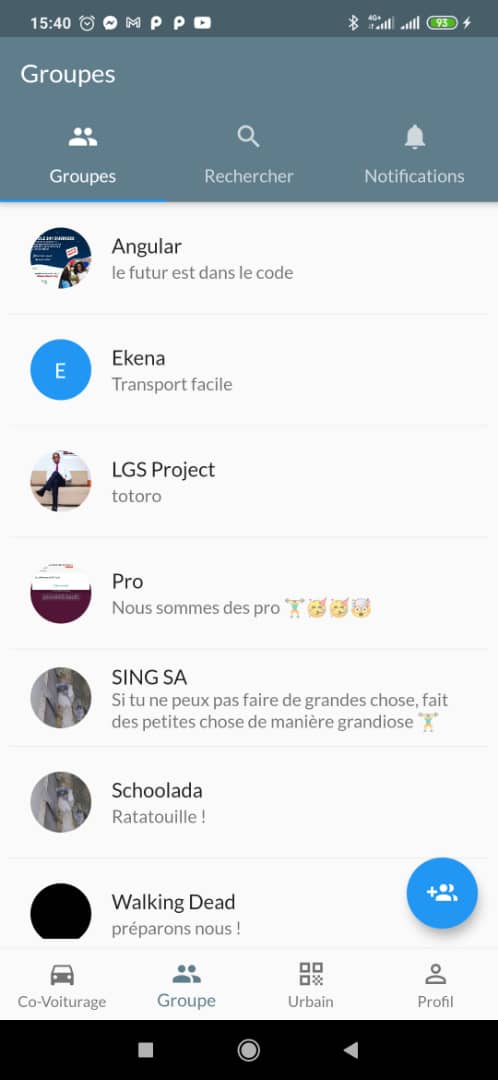 15:40
4G+
93
Groupes
Groupes
Rechercher
Notifications
Angular
le futur est dans le code
E
Ekena
Transport facile
LGS Project
totoro
Pro
Nous sommes des pro 🏋️🥳🥳🤯
SING SA
Si tu ne peux pas faire de grandes chose, fait
des petites chose de manière grandiose 🏋️
Schoolada
Ratatouille !
Walking Dead
préparons nous !
Co-Voiturage
Groupe
Urbain
Profil